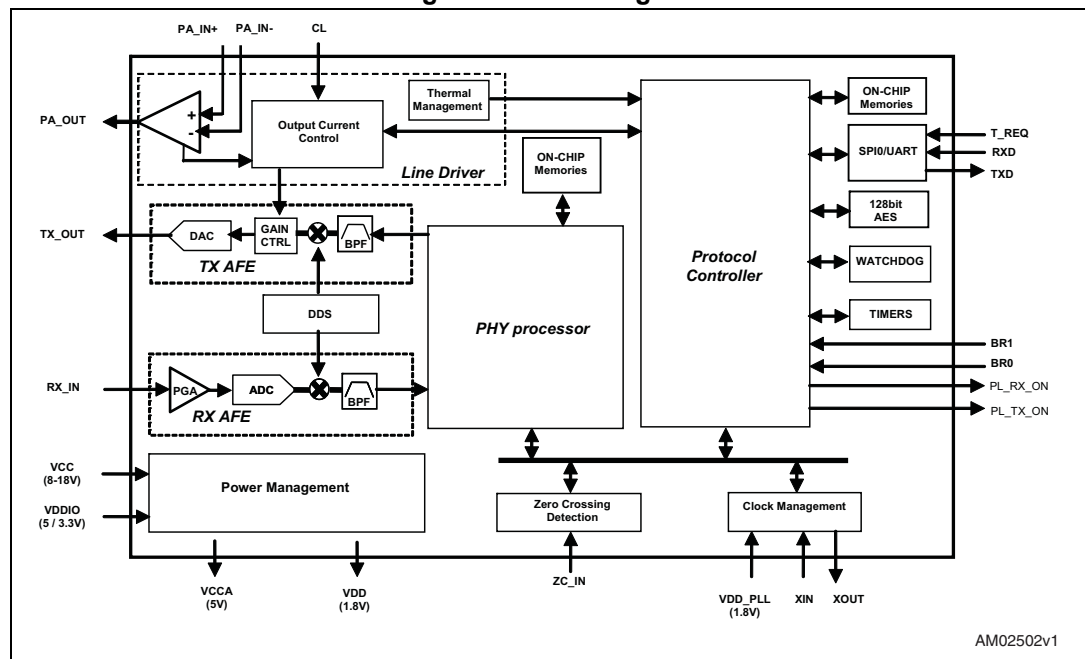 PA_IN+
PA_IN-
CL
PA_OUT
+
-
Output Current
Control
Thermal
Management
Line Driver
ON-CHIP
Memories
TX_OUT
DAC
GAIN
CTRL
BPF
TX AFE
DDS
RX_IN
PGA
ADC
BPF
RX AFE
PHY processor
Protocol
Controller
ON-CHIP
Memories
SPI0/UART
T_REQ
RXD
TXD
128bit
AES
WATCHDOG
TIMERS
BR1
BR0
PL_RX_ON
PL_TX_ON
VCC
(8-18V)
VDDIO
(5 / 3.3V)
Power Management
Zero Crossing
Detection
Clock Management
VCCA
(5V)
VDD
(1.8V)
ZC_IN
VDD_PLL
(1.8V)
XIN
XOUT
AM02502v1